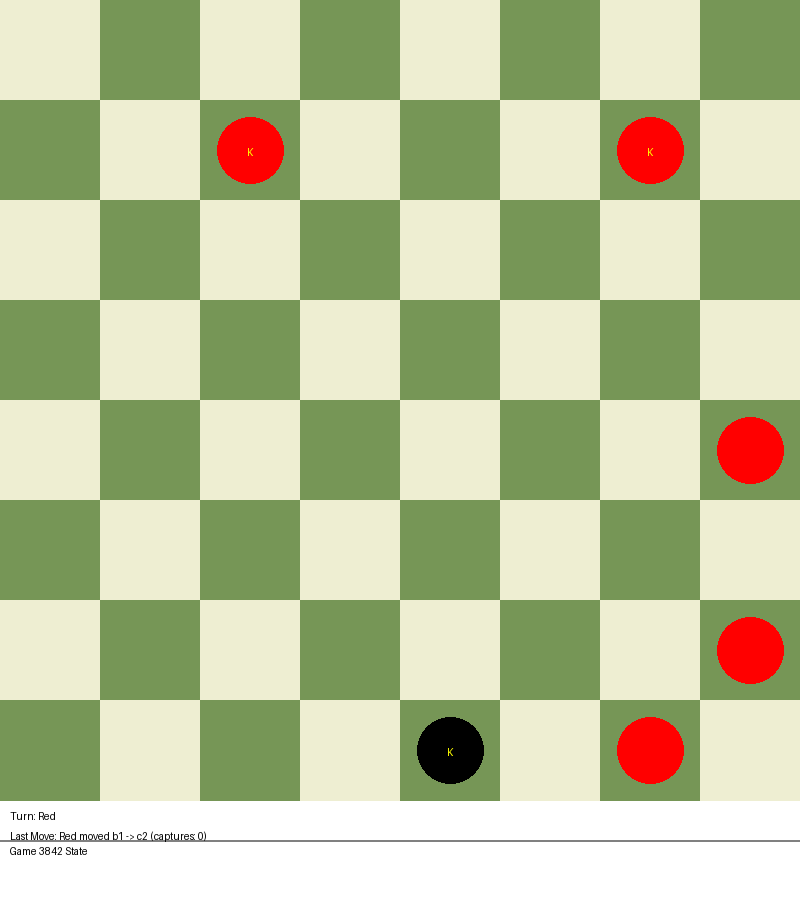 K K
K
Turn: Red
Last Move: Red moved b1 -> c2 (captures: 0)
Game 3842 State